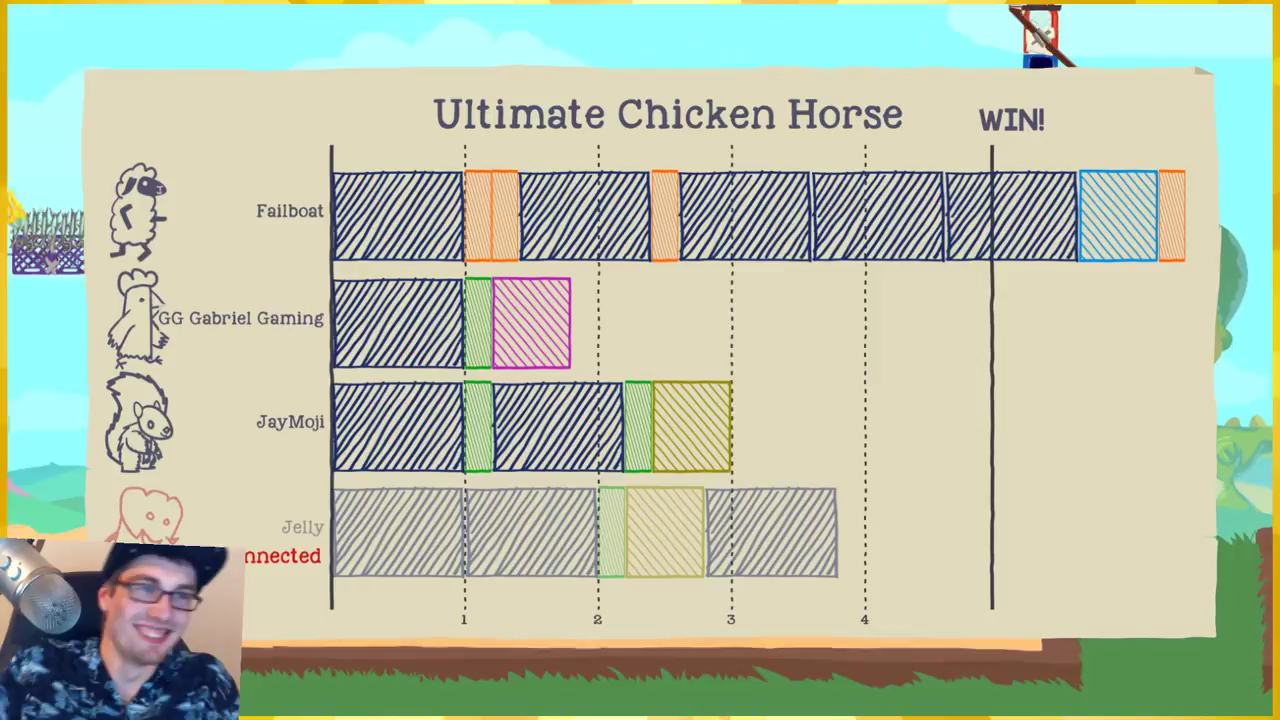 Ultimate Chicken Horse
WIN!
Failboat
GG Gabriel Gaming
JayMoji
Jelly
nnected
1 2 3 4